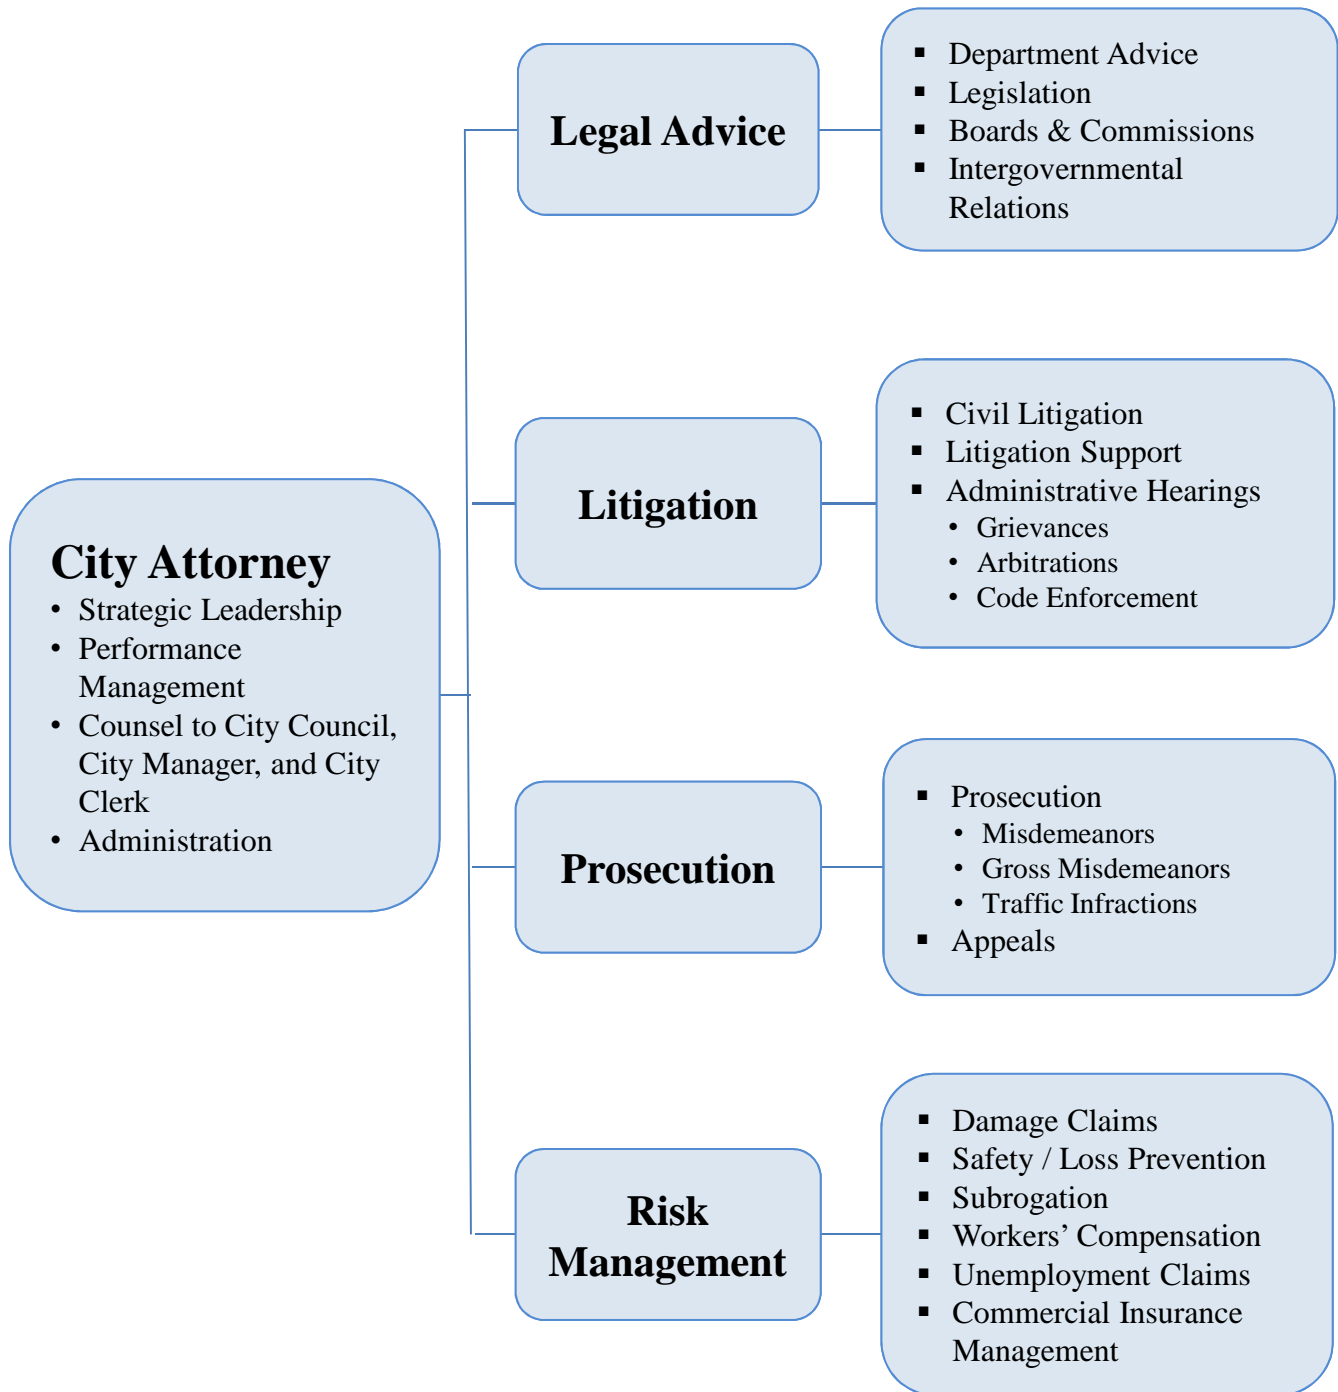 City Attorney
• Strategic Leadership
• Performance
Management
• Counsel to City Council,
City Manager, and City
Clerk
• Administration
Legal Advice
▪ Department Advice
▪ Legislation
▪ Boards & Commissions
▪ Intergovernmental
Relations
Litigation
▪ Civil Litigation
▪ Litigation Support
▪ Administrative Hearings
• Grievances
• Arbitrations
• Code Enforcement
Prosecution
▪ Prosecution
• Misdemeanors
• Gross Misdemeanors
• Traffic Infractions
▪ Appeals
Risk
Management
▪ Damage Claims
▪ Safety / Loss Prevention
▪ Subrogation
▪ Workers’ Compensation
▪ Unemployment Claims
▪ Commercial Insurance
Management